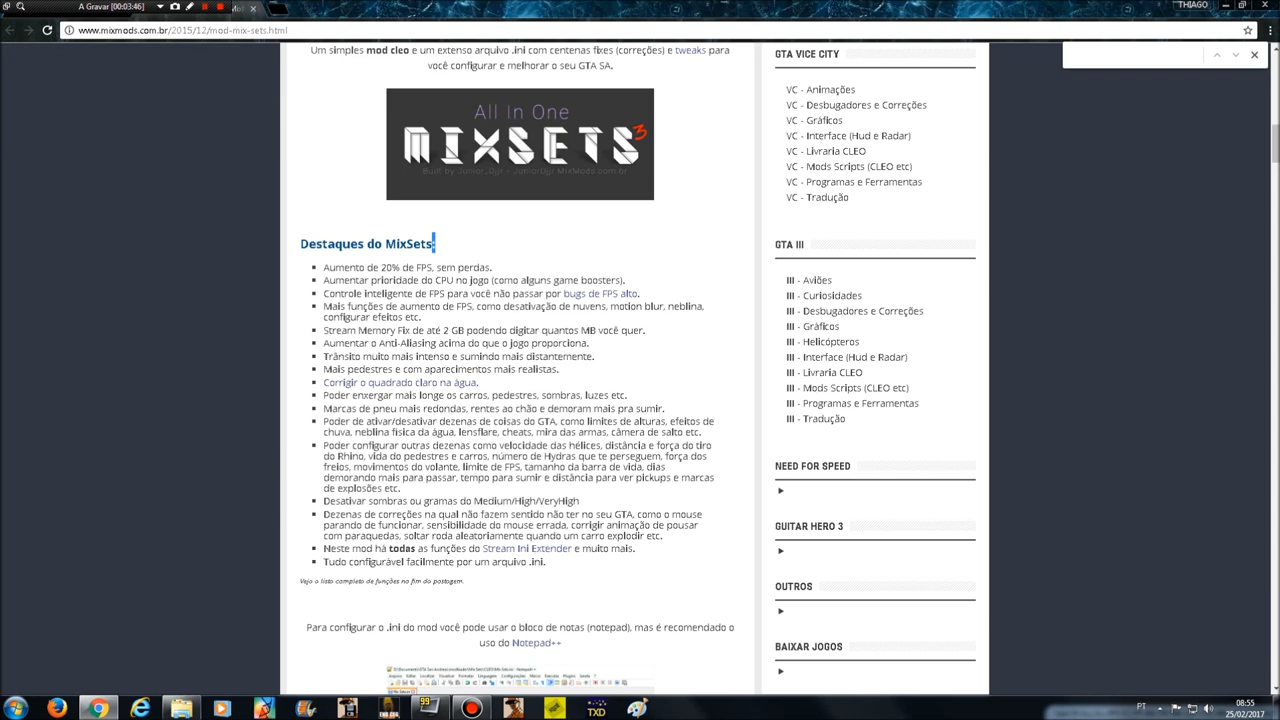 A Gravar [00:03:46]
THIAGO
www.mixmods.com.br/2015/12/mod-mix-sets.html
Um simples mod cleo e um extenso arquivo .ini com centenas fixes (correções) e tweaks para
você configurar e melhorar o seu GTA SA.
All In One
MIXSETS3
Built by Junior_Djjr - JuniorDjjr MixMods.com.br
Destaques do MixSets:
Aumento de 20% de FPS, sem perdas.
Aumentar prioridade do CPU no jogo (como alguns game boosters).
Controle inteligente de FPS para você não passar por bugs de FPS alto.
Mais funções de aumento de FPS, como desativação de nuvens, motion blur, neblina,
configurar efeitos etc.
Stream Memory Fix de até 2 GB podendo digitar quantos MB você quer.
Aumentar o Anti-Aliasing acima do que o jogo proporciona.
Trânsito muito mais intenso e sumindo mais distantemente.
Mais pedestres e com aparecimentos mais realistas.
Corrigir o quadrado claro na água.
Poder enxergar mais longe os carros, pedestres, sombras, luzes etc.
Marcas de pneu mais redondas, rentes ao chão e demoram mais pra sumir.
Poder de ativar/desativar dezenas de coisas do GTA, como limites de alturas, efeitos de
chuva, neblina física da água, lensflare, cheats, mira das armas, câmera de salto etc.
Poder configurar outras dezenas como velocidade das hélices, distância e força do tiro
do Rhino, vida do pedestres e carros, número de Hydras que te perseguem, força dos
freios, movimentos do volante, limite de FPS, tamanho da barra de vida, dias
demorando mais para passar, tempo para sumir e distância para ver pickups e marcas
de explosões etc.
Desativar sombras ou gramas do Medium/High/VeryHigh
Dezenas de correções na qual não fazem sentido não ter no seu GTA, como o mouse
parando de funcionar, sensibilidade do mouse errada, corrigir animação de pousar
com paraquedas, soltar roda aleatoriamente quando um carro explodir etc.
Neste mod há todas as funções do Stream Ini Extender e muito mais.
Tudo configurável facilmente por um arquivo .ini.
Veja a lista completa de funções no fim da postagem.
Para configurar o .ini do mod você pode usar o bloco de notas (notepad), mas é recomendado o
uso do Notepad++
GTA VICE CITY
VC - Animações
VC - Desbugadores e Correções
VC - Gráficos
VC - Interface (Hud e Radar)
VC - Livraria CLEO
VC - Mods Scripts (CLEO etc)
VC - Programas e Ferramentas
VC - Tradução
GTA III
III - Aviões
III - Curiosidades
III - Desbugadores e Correções
III - Gráficos
III - Helicópteros
III - Interface (Hud e Radar)
III - Livraria CLEO
III - Mods Scripts (CLEO etc)
III - Programas e Ferramentas
III - Tradução
NEED FOR SPEED
GUITAR HERO 3
OUTROS
BAIXAR JOGOS
99
TXD
PT
08:55
25/02/2017